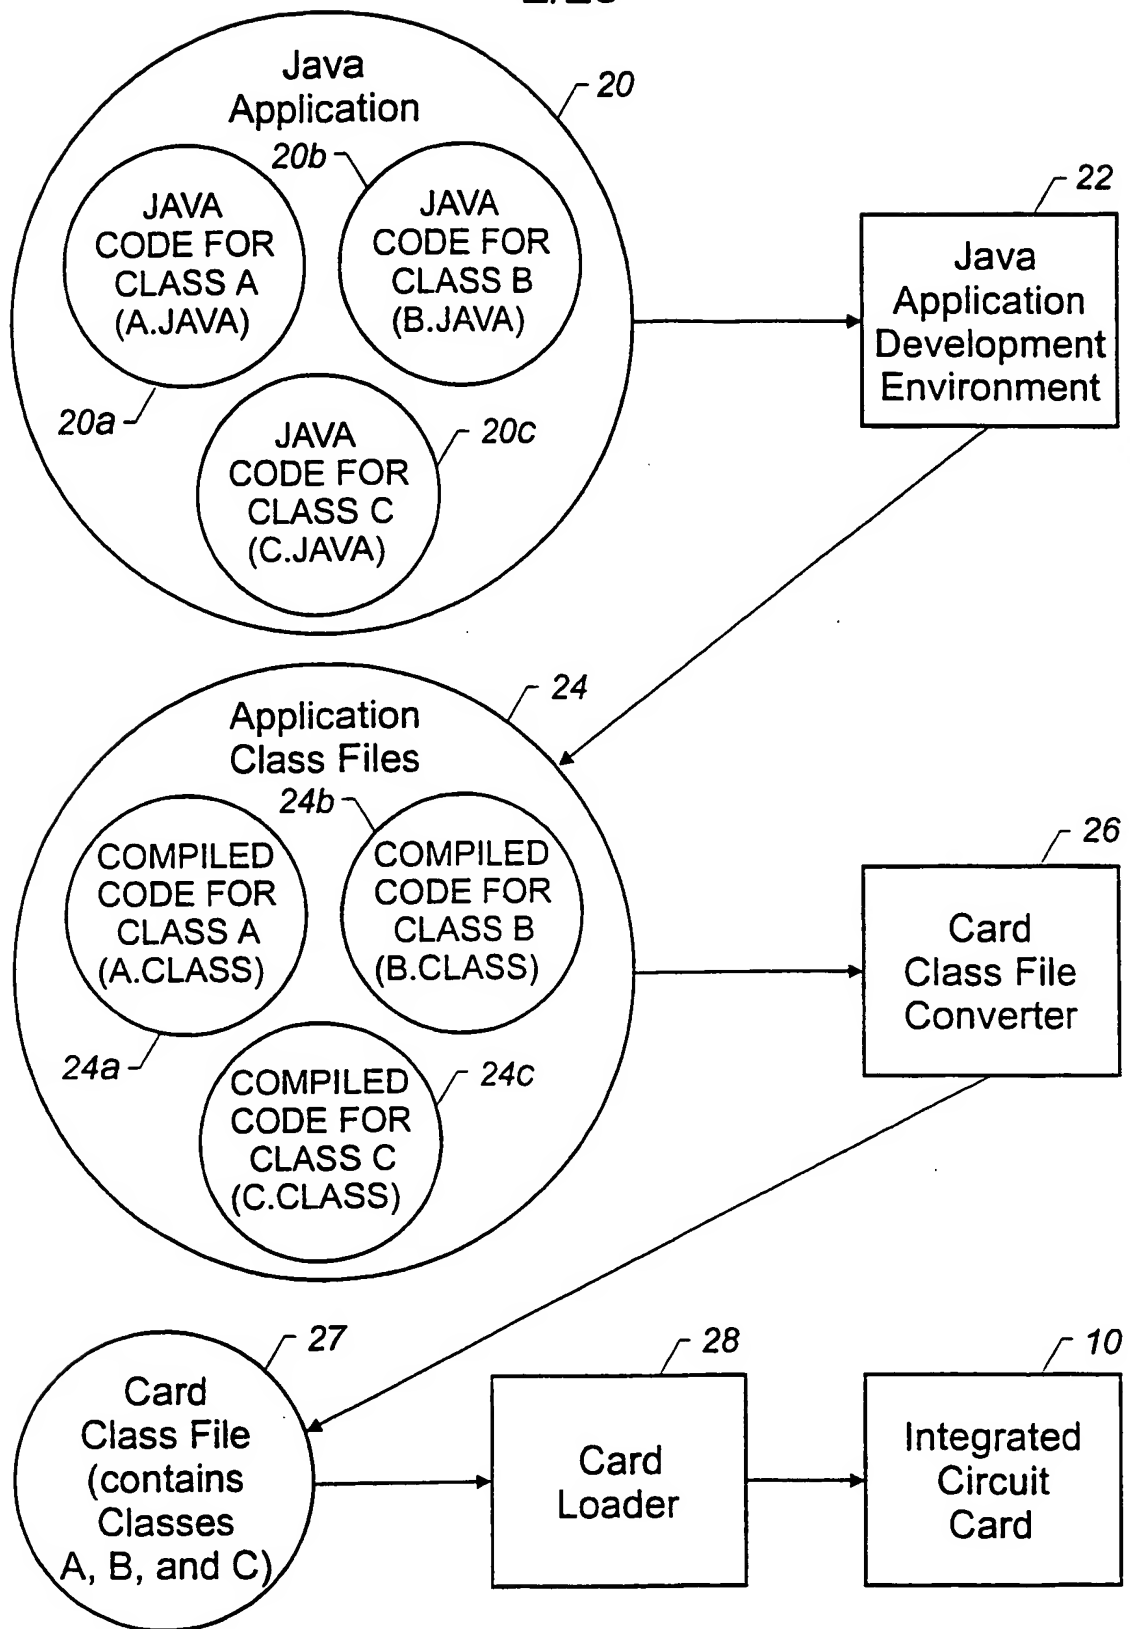 Java
Application
20
20b
JAVA
CODE FOR
CLASS A
(A.JAVA)
JAVA
CODE FOR
CLASS B
(B.JAVA)
20a
JAVA
CODE FOR
CLASS C
(C.JAVA)
20c
22
Java
Application
Development
Environment
Application
Class Files
24
24b
COMPILED
CODE FOR
CLASS A
(A.CLASS)
COMPILED
CODE FOR
CLASS B
(B.CLASS)
24a
COMPILED
CODE FOR
CLASS C
(C.CLASS)
24c
26
Card
Class File
Converter
27
Card
Class File
(contains
Classes
A, B, and C)
28
Card
Loader
10
Integrated
Circuit
Card